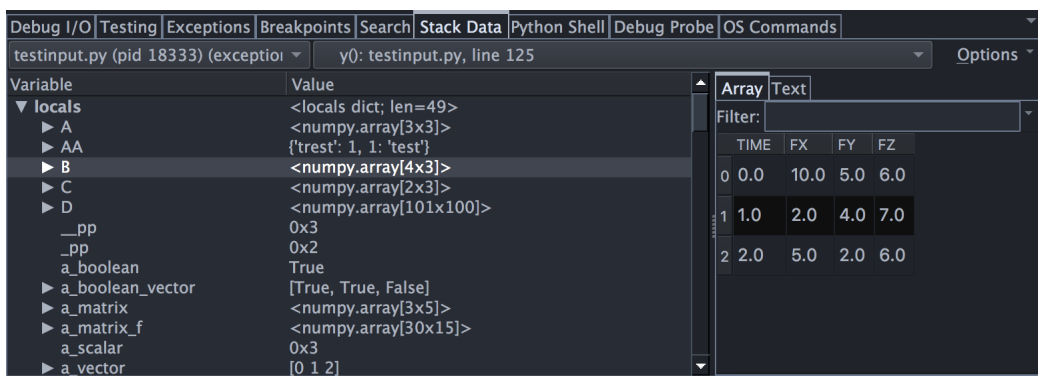 Debug I/O Testing Exceptions Breakpoints Search Stack Data Python Shell Debug Probe OS Commands
testinput.py (pid 18333) (exception y(): testinput.py, line 125 Options
Variable Value
locals <locals dict; len=49>
A <numpy.array[3x3]>
AA {'trest': 1, 1: 'test'}
B <numpy.array[4x3]>
C <numpy.array[2x3]>
D <numpy.array[101x100]>
__pp 0x3
_pp 0x2
a_boolean True
a_boolean_vector [True, True, False]
a_matrix <numpy.array[3x5]>
a_matrix_f <numpy.array[30x15]>
a_scalar 0x3
a_vector [0 1 2]
Array Text
Filter:
TIME FX FY FZ
0 0.0 10.0 5.0 6.0
1 1.0 2.0 4.0 7.0
2 2.0 5.0 2.0 6.0